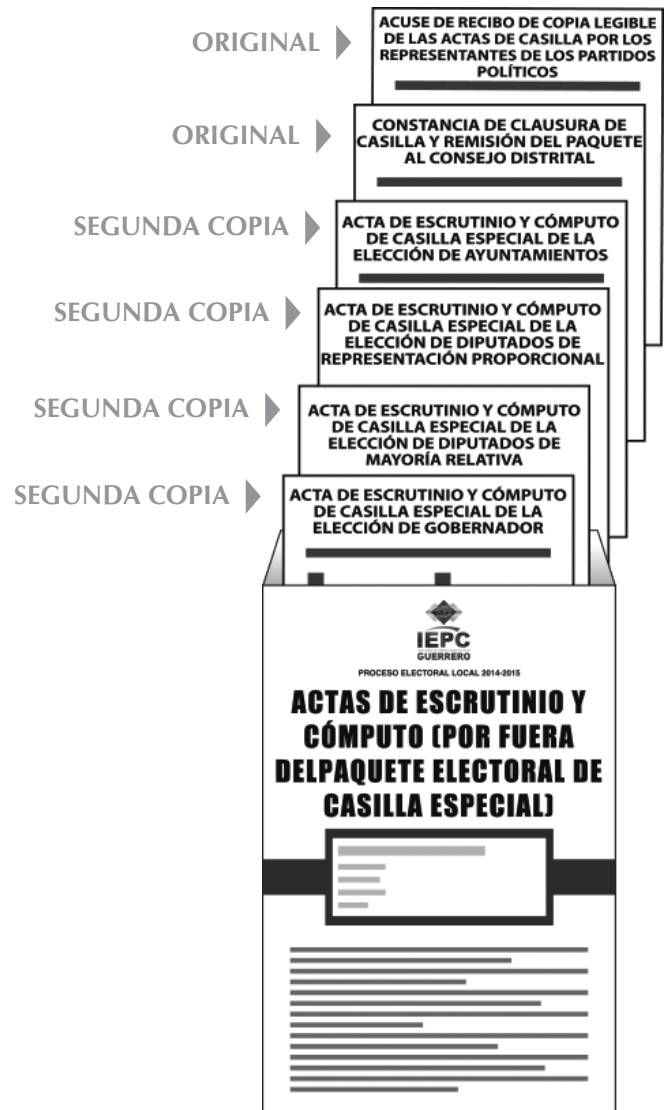 ORIGINAL
ACUSE DE RECIBO DE COPIA LEGIBLE
DE LAS ACTAS DE CASILLA POR LOS
REPRESENTANTES DE LOS PARTIDOS
POLÍTICOS
ORIGINAL
CONSTANCIA DE CLAUSURA DE
CASILLA Y REMISIÓN DEL PAQUETE
AL CONSEJO DISTRITAL
SEGUNDA COPIA
ACTA DE ESCRUTINIO Y CÓMPUTO
DE CASILLA ESPECIAL DE LA
ELECCIÓN DE AYUNTAMIENTOS
SEGUNDA COPIA
ACTA DE ESCRUTINIO Y CÓMPUTO
DE CASILLA ESPECIAL DE LA
ELECCIÓN DE DIPUTADOS DE
REPRESENTACIÓN PROPORCIONAL
SEGUNDA COPIA
ACTA DE ESCRUTINIO Y CÓMPUTO
DE CASILLA ESPECIAL DE LA
ELECCIÓN DE DIPUTADOS DE
MAYORÍA RELATIVA
SEGUNDA COPIA
ACTA DE ESCRUTINIO Y CÓMPUTO
DE CASILLA ESPECIAL DE LA
ELECCIÓN DE GOBERNADOR
IEPC
GUERRERO
PROCESO ELECTORAL LOCAL 2014-2015
ACTAS DE ESCRUTINIO Y
CÓMPUTO (POR FUERA
DELPAQUETE ELECTORAL DE
CASILLA ESPECIAL)